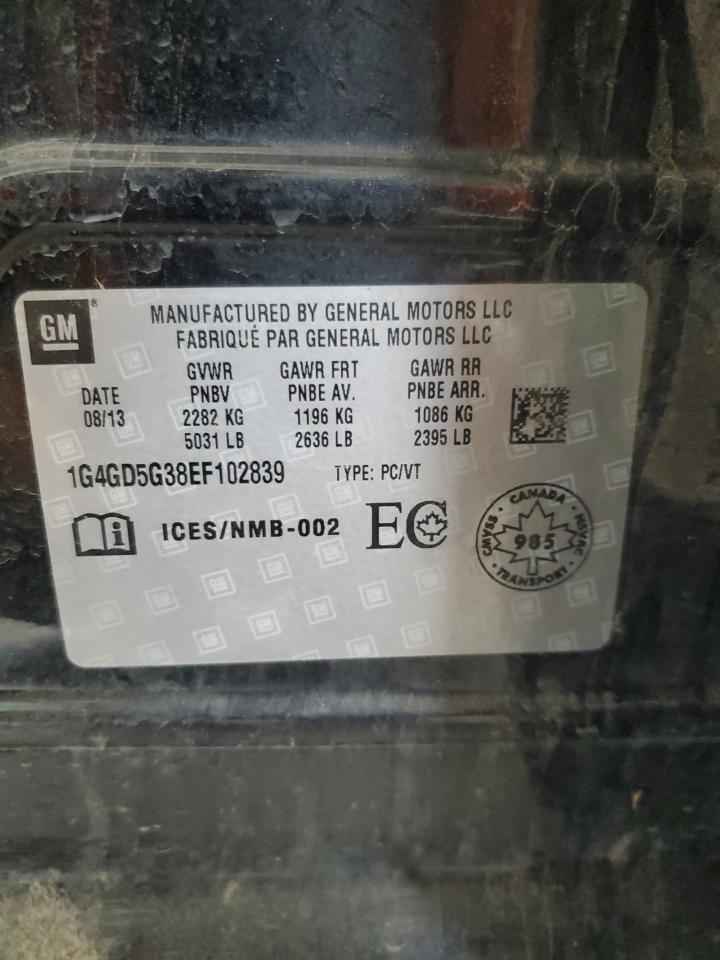 GM
MANUFACTURED BY GENERAL MOTORS LLC
FABRIQUÉ PAR GENERAL MOTORS LLC
DATE
08/13
GVWR
PNBV
2282 KG
5031 LB
GAWR FRT
PNBE AV.
1196 KG
2636 LB
GAWR RR
PNBE ARR.
1086 KG
2395 LB
1G4GD5G38EF102839 TYPE: PC/VT
i ICES/NMB-002 EC
CANADA
CMVSS
985
NSVAC
TRANSPORT